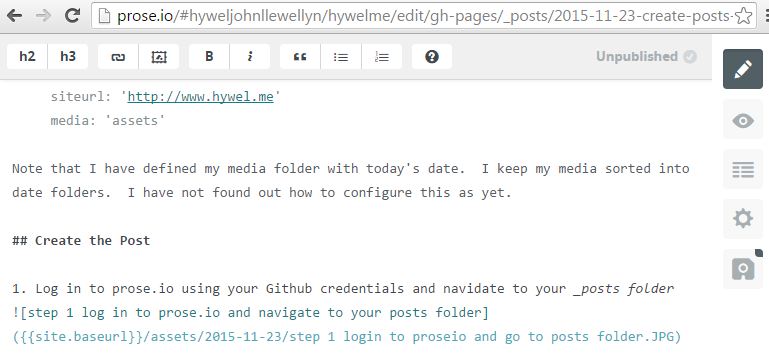 prose.io/#hyweljohnllewellyn/hywelme/edit/gh-pages/_posts/2015-11-23-create-posts-
h2 h3 B i “ ? Unpublished
siteurl: 'http://www.hywel.me'
media: 'assets'
Note that I have defined my media folder with today's date.  I keep my media sorted into
date folders.  I have not found out how to configure this as yet.
## Create the Post
1. Log in to prose.io using your Github credentials and navidate to your _posts folder
![step 1 log in to prose.io and navigate to your posts folder]
({{site.baseurl}}/assets/2015-11-23/step 1 login to proseio and go to posts folder.JPG)